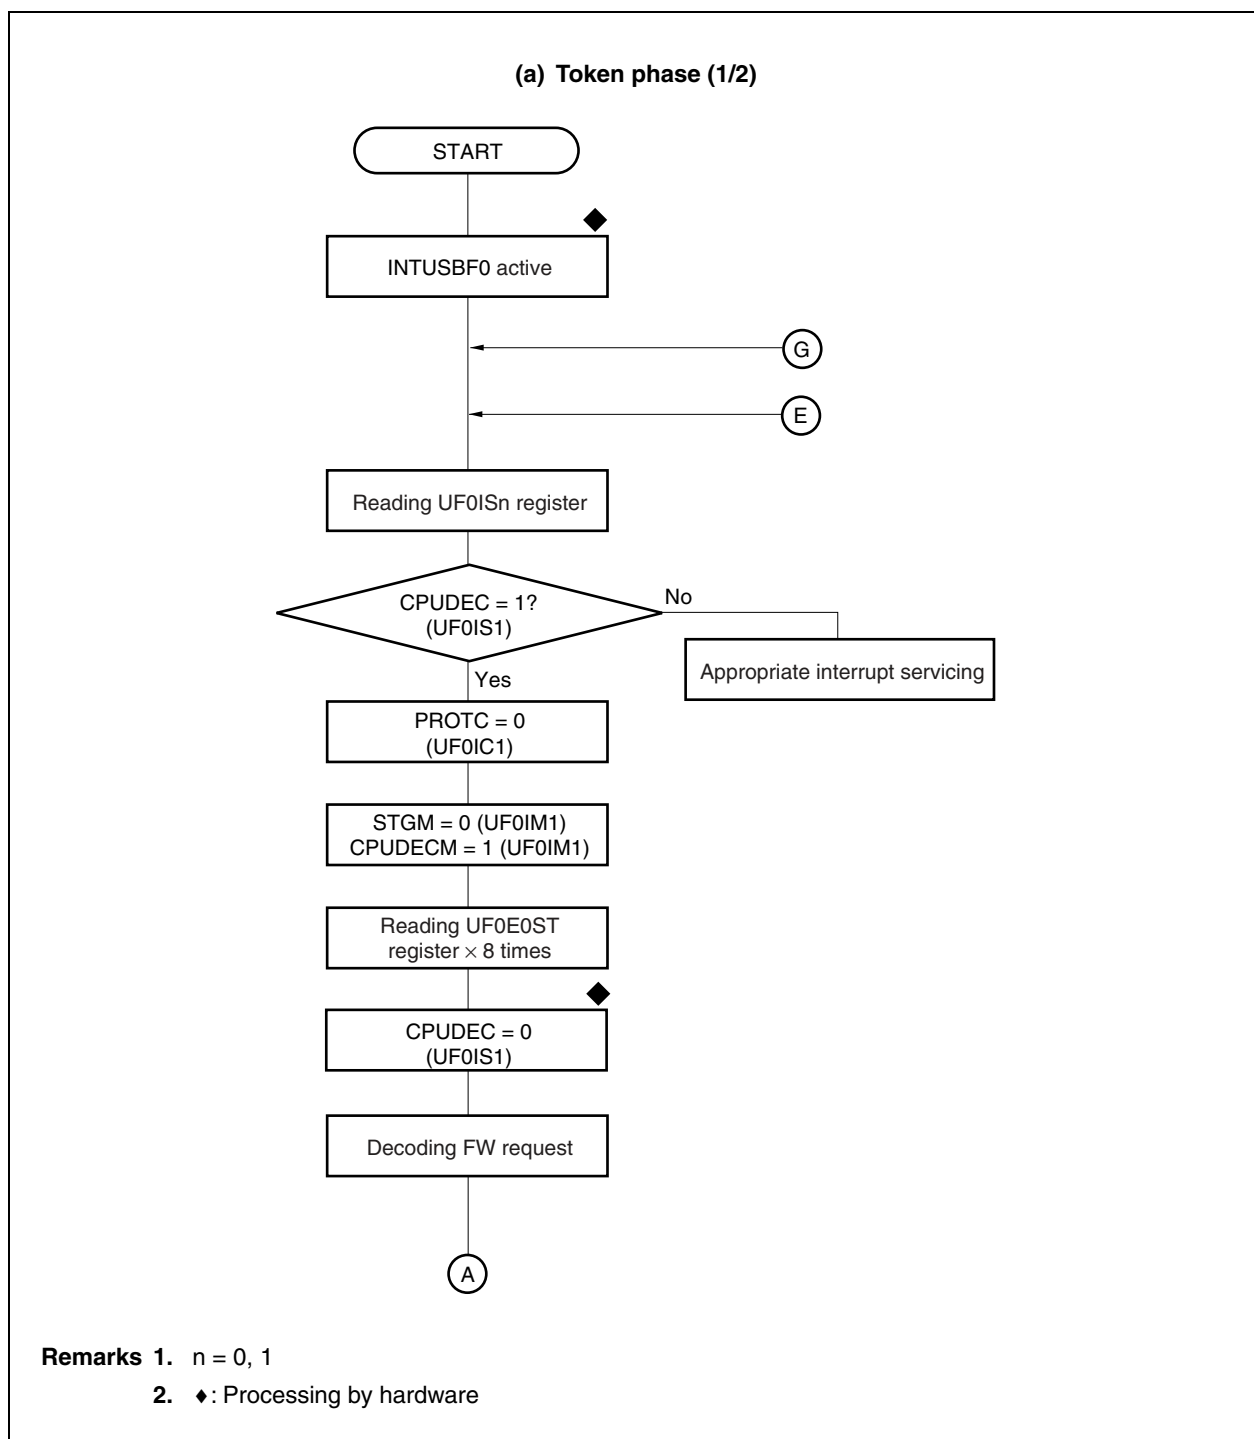 (a) Token phase (1/2)
START
INTUSBF0 active
G
E
Reading UF0ISn register
CPUDEC = 1?
(UF0IS1)
No
Appropriate interrupt servicing
Yes
PROTC = 0
(UF0IC1)
STGM = 0 (UF0IM1)
CPUDECM = 1 (UF0IM1)
Reading UF0E0ST
register × 8 times
CPUDEC = 0
(UF0IS1)
Decoding FW request
A
Remarks 1. n = 0, 1
2. ♦: Processing by hardware